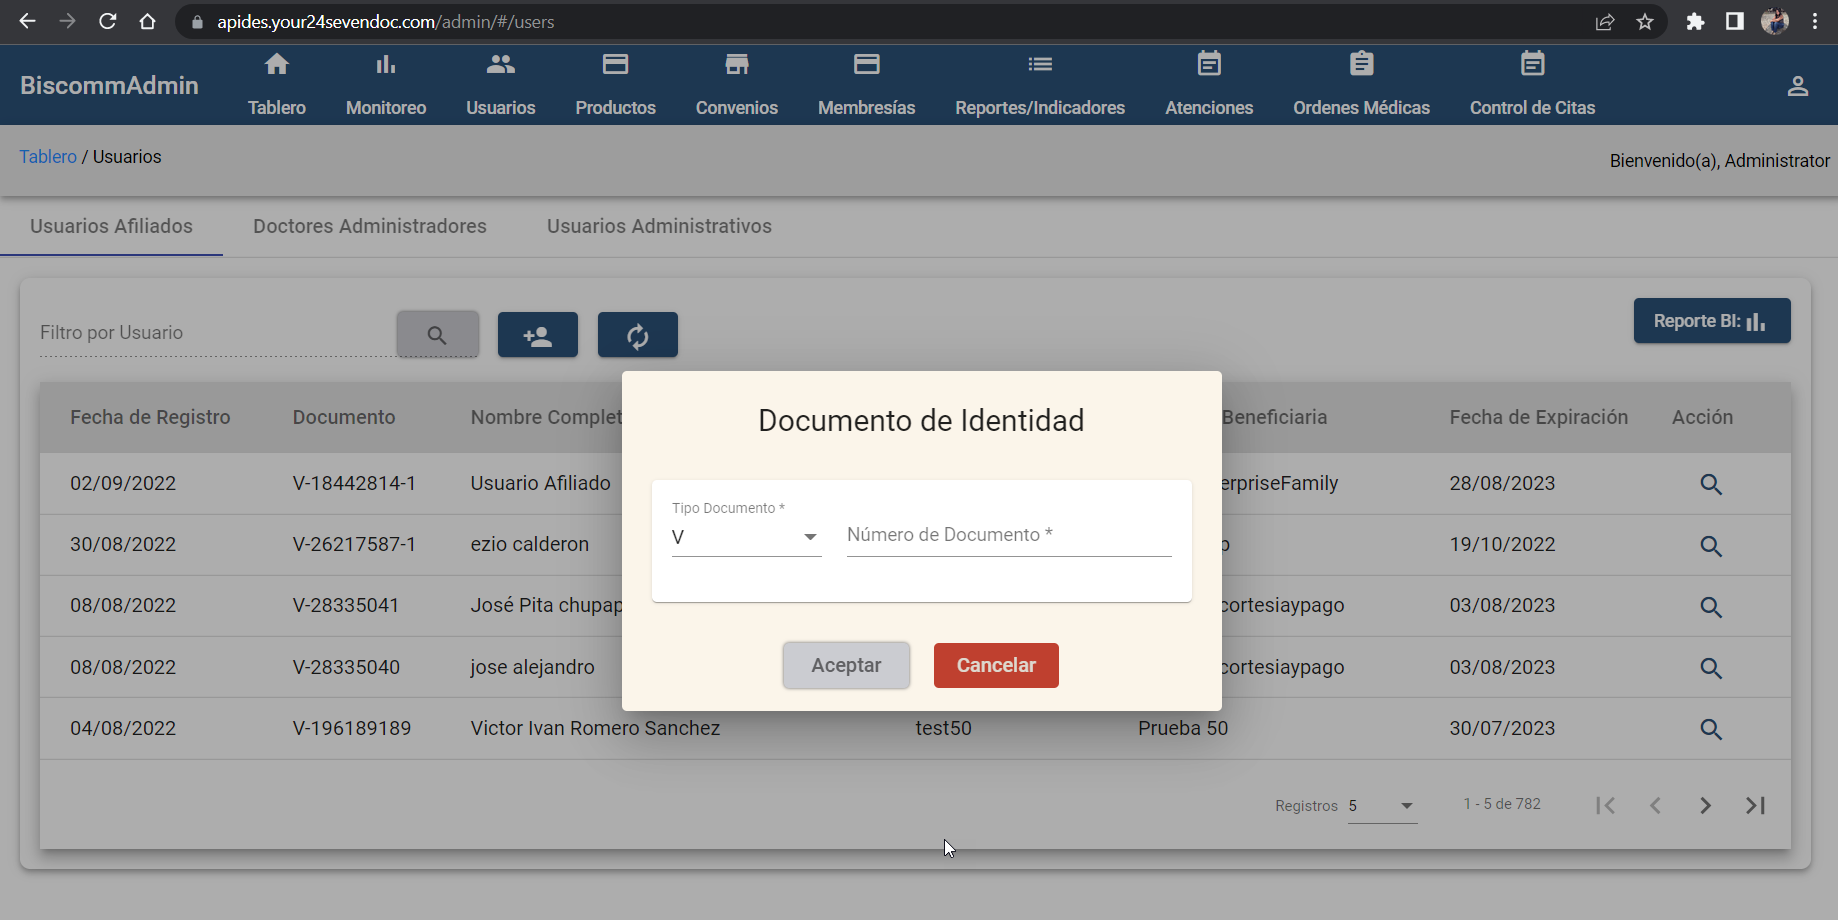 apides.your24sevendoc.com/admin/#/users
BiscommAdmin
Tablero
Monitoreo
Usuarios
Productos
Convenios
Membresías
Reportes/Indicadores
Atenciones
Ordenes Médicas
Control de Citas
Tablero / Usuarios
Bienvenido(a), Administrator
Usuarios Afiliados
Doctores Administradores
Usuarios Administrativos
Filtro por Usuario
Reporte BI:
Fecha de Registro Documento Nombre Complet Beneficiaria Fecha de Expiración Acción
02/09/2022 V-18442814-1 Usuario Afiliado erpriseFamily 28/08/2023
30/08/2022 V-26217587-1 ezio calderon 19/10/2022
08/08/2022 V-28335041 José Pita chupap cortesiaypago 03/08/2023
08/08/2022 V-28335040 jose alejandro cortesiaypago 03/08/2023
04/08/2022 V-196189189 Victor Ivan Romero Sanchez test50 Prueba 50 30/07/2023
Registros 5 1 - 5 de 782
Documento de Identidad
Tipo Documento *
V
Número de Documento *
Aceptar
Cancelar